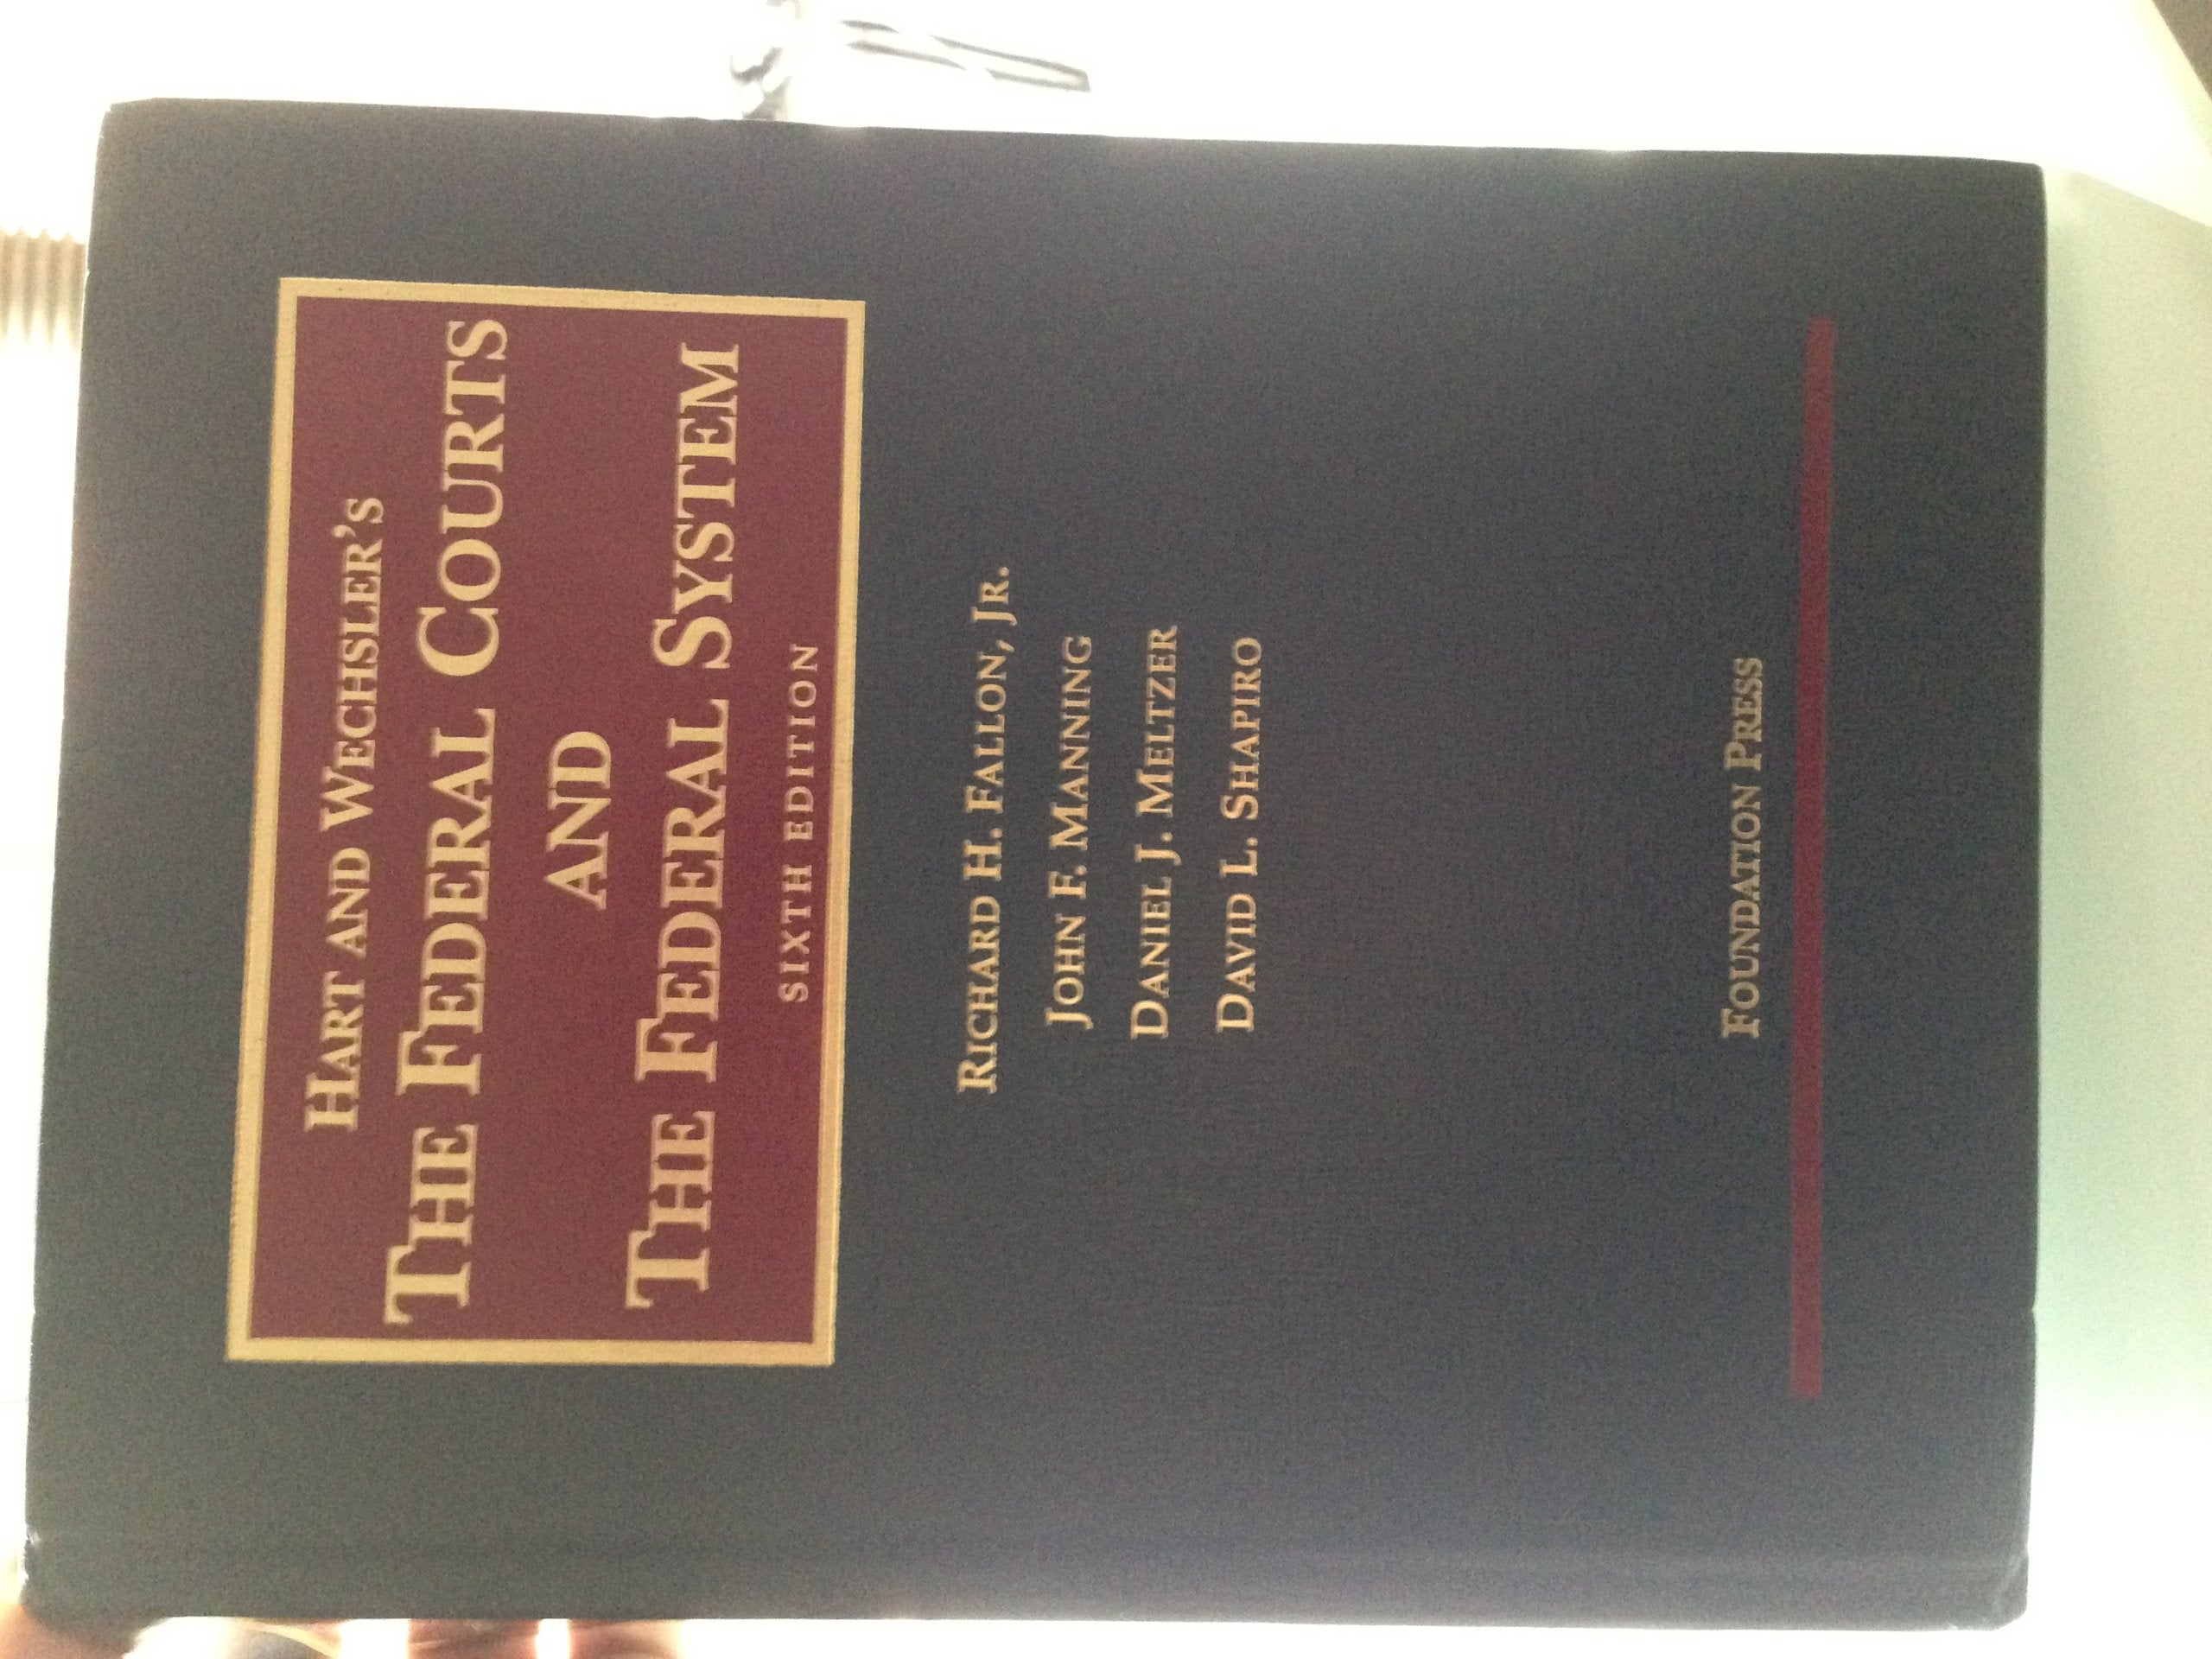 HART AND WECHSLER'S
THE FEDERAL COURTS
AND
THE FEDERAL SYSTEM
SIXTH EDITION
RICHARD H. FALLON, JR.
JOHN F. MANNING
DANIEL J. MELTZER
DAVID L. SHAPIRO
FOUNDATION PRESS